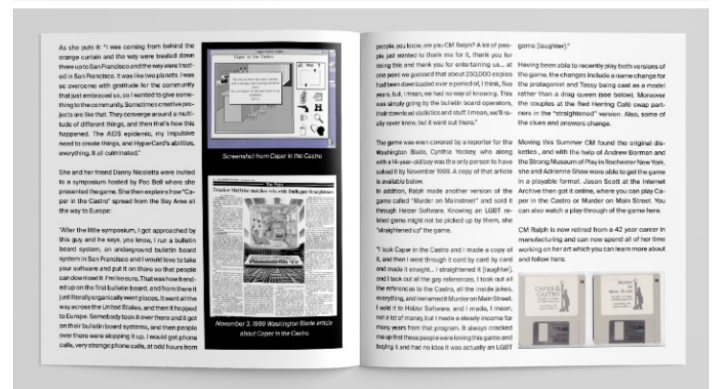 As she puts it: "I was coming from behind the
orange curtain and the way were treated down
there up to San Francisco and the way were treat-
ed in San Francisco. It was like two planets. I was
so overcome with gratitude for the community
that just embraced us, so I wanted to give some-
thing to the community. Sometimes creative pro-
jects are like that. They converge around a multi-
tude of different things, and then that's how this
happened. The AIDS epidemic, my impulsive
need to create things, and HyperCard's abilities,
everything. It all culminated."
She and her friend Danny Nicoletta were invited
to a symposium hosted by Pac Bell where she
presented the game. She then explains how "Ca-
per in the Castro" spread from the Bay Area all
the way to Europe:
"After the little symposium, I got approached by
this guy, and he says, you know, I run a bulletin
board system, an underground bulletin board
system in San Francisco and I would love to take
your software and put it on there so that people
can download it. I'm like sure. That was how it end-
ed up on the first bulletin board, and from there it
just literally organically went places. It went all the
way across the United States, and then it hopped
to Europe. Somebody took it over there and it got
on their bulletin board systems, and then people
over there were skipping it up. I would get phone
calls, very strange phone calls, at odd hours from
Caper in the Castro
Screenshot from Caper in the Castro
November 3, 1989 Washington Blade article
about Caper in the Castro.
people, you know, are you CM Ralph? A lot of peo-
ple just wanted to thank me for it, thank you for
doing this and thank you for entertaining us... at
one point we guessed that about 250,000 copies
had been downloaded over a period of, I think, five
years. but, I mean, we had no way of knowing. That
was simply going by the bulletin board operators,
their download statistics and stuff. I mean, we'll re-
ally never know, but it went out there."
The game was even covered by a reporter for the
Washington Blade, Cynthia Yockey, who along
with a 14-year-old boy was the only person to have
solved it by November 1989. A copy of that article
is available below.
In addition, Ralph made another version of the
game called "Murder on Mainstreet" and sold it
through Heizer Software. Knowing an LGBT re-
lated game might not be picked up by them, she
"straightened up" the game.
"I took Caper in the Castro and I made a copy of
it, and then I went through it card by card by card
and made it straight... I straightened it [laughter],
and I took out all the gay references. I took out all
the references to the Castro, all the inside jokes,
everything, and renamed it Murder on Main Street.
I sold it to Heizer Software, and I made, I mean,
not a lot of money, but I made a steady income for
many years from that program. It always cracked
me up that these people were loving this game and
buying it and had no idea it was actually an LGBT
game [laughter]."
Having been able to recently play both versions of
the game, the changes include a name change for
the protagonist and Tessy being cast as a model
rather than a drag queen (see below). Moreover
the couples at the Red Herring Café swap part-
ners in the "straightened" version. Also, some of
the clues and answers change.
Moving this Summer CM found the original dis-
kettes., and with the help of Andrew Borman and
the Strong Museum of Play in Rochester New York,
she and Adrienne Shaw were able to get the game
in a playable format. Jason Scott at the Internet
Archive then got it online, where you can play Ca-
per in the Castro or Murder on Main Street. You
can also watch a play through of the game here.
CM Ralph is now retired from a 42 year career in
manufacturing and can now spend all of her time
working on her art which you can learn more about
and follow here.